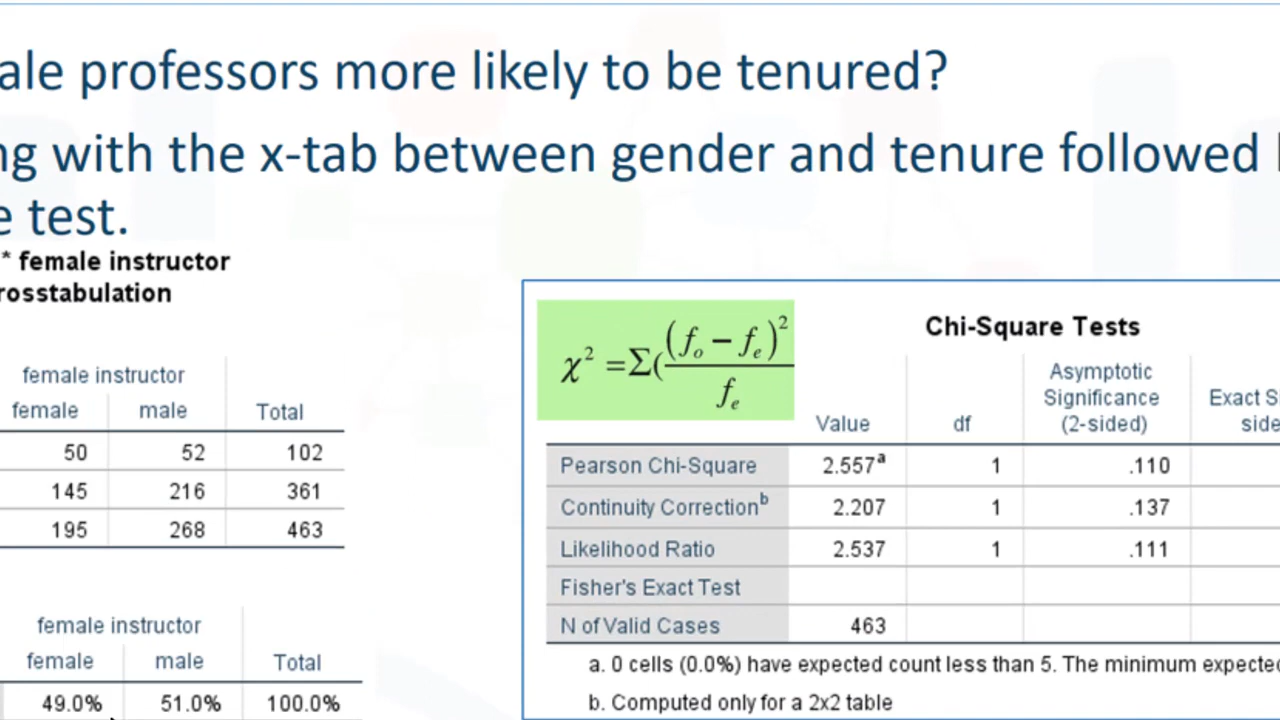 ale professors more likely to be tenured?
ng with the x-tab between gender and tenure followed
e test.
* female instructor
rosstabulation
female instructor
female male Total
50 52 102
145 216 361
195 268 463
female instructor
female male Total
49.0% 51.0% 100.0%
χ² =Σ((fₒ – fₑ)²/fₑ
Chi-Square Tests
Value df Asymptotic Significance (2-sided) Exact Si side
Pearson Chi-Square 2.557ᵃ 1 .110
Continuity Correctionᵇ 2.207 1 .137
Likelihood Ratio 2.537 1 .111
Fisher's Exact Test
N of Valid Cases 463
a. 0 cells (0.0%) have expected count less than 5. The minimum expecte
b. Computed only for a 2x2 table